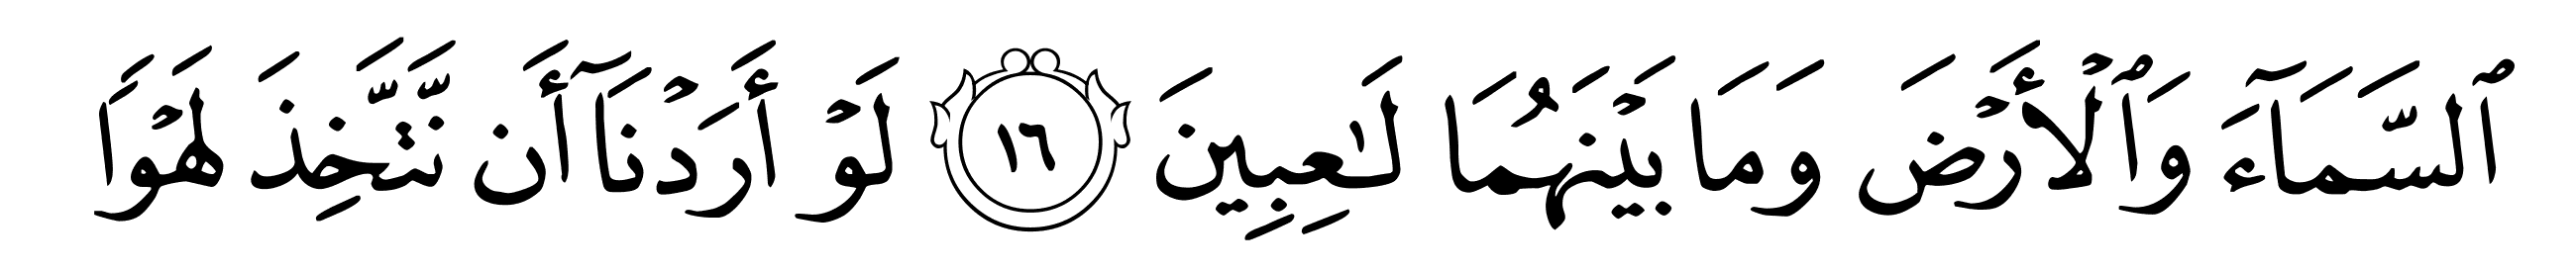 ٱلسَّمَآءَ وَٱلْأَرْضَ وَمَا بَيْنَهُمَا لَـٰعِبِينَ ١٦ لَوْ أَرَدْنَآ أَن نَّتَّخِذَ لَهْوًا